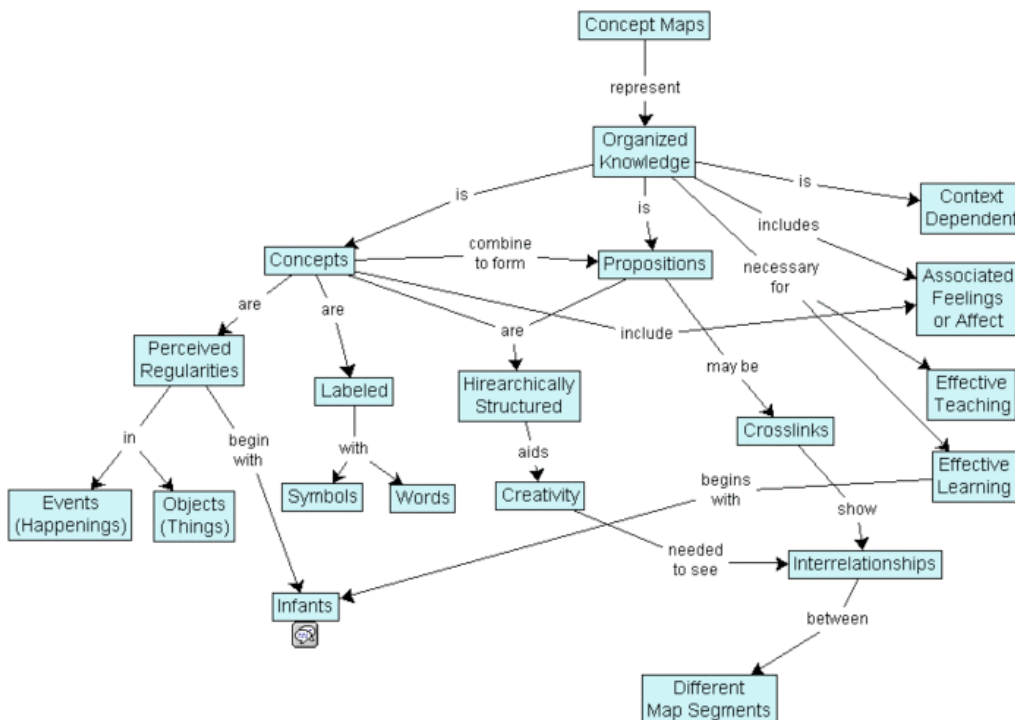 Concept Maps
represent
Organized
Knowledge
is
is
is
includes
necessary
for
Context
Dependent
Concepts
combine
to form
Propositions
Associated
Feelings
or Affect
are
are
are
include
Perceived
Regularities
Labeled
Hirearchically
Structured
may be
Effective
Teaching
in
begin
with
with
aids
Crosslinks
Effective
Learning
Events
(Happenings)
Objects
(Things)
Symbols
Words
Creativity
begins
with
show
needed
to see
Interrelationships
Infants
between
Different
Map Segments